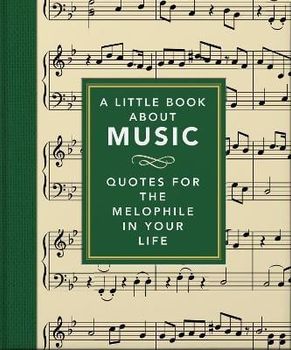 A LITTLE BOOK
ABOUT
MUSIC
QUOTES FOR
THE
MELOPHILE
IN YOUR
LIFE